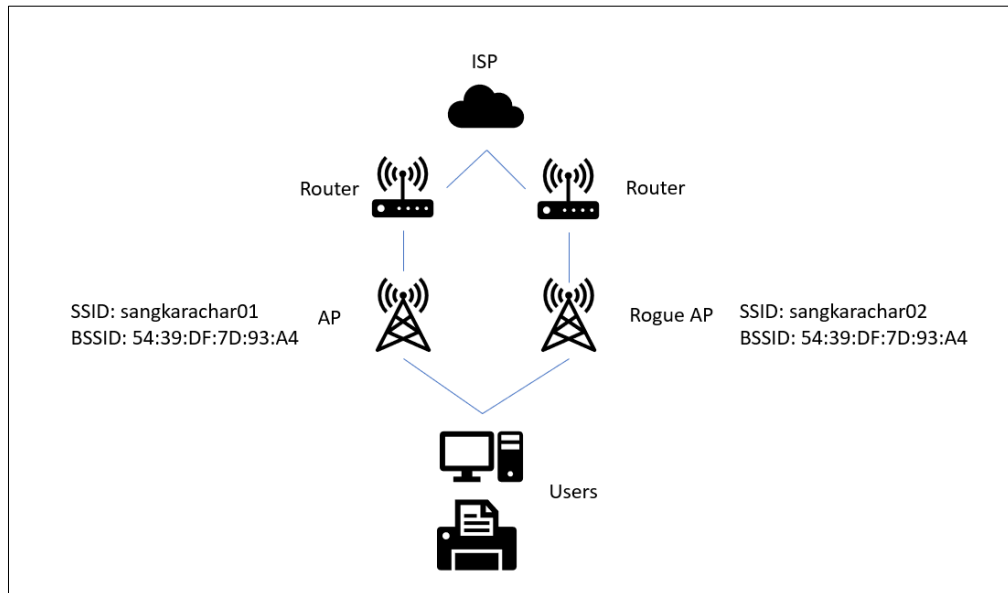 ISP
Router
Router
SSID: sangkarachar01
BSSID: 54:39:DF:7D:93:A4
AP
Rogue AP
SSID: sangkarachar02
BSSID: 54:39:DF:7D:93:A4
Users